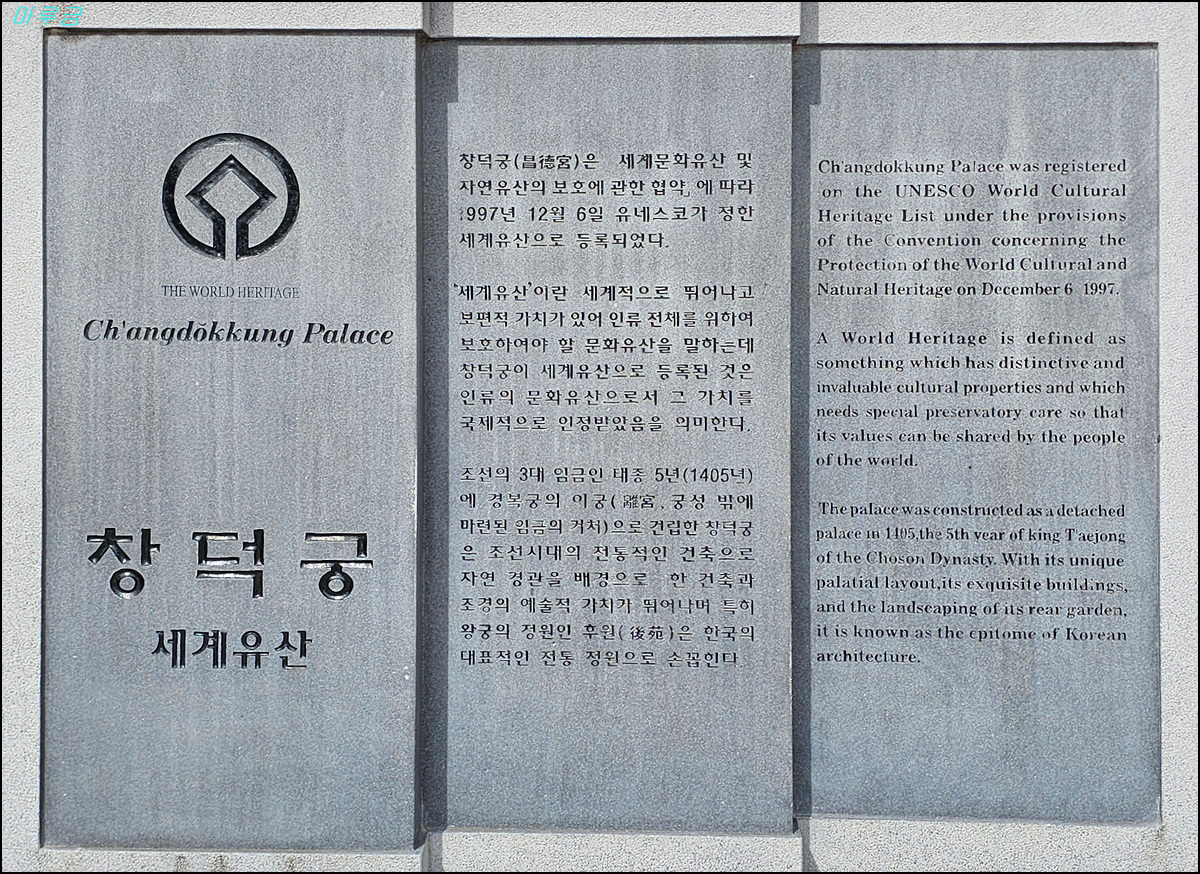 미루공
THE WORLD HERITAGE
Ch'angdŏkkung Palace
창덕궁
세계유산
창덕궁(昌德宮)은 세계문화유산 및
자연유산의 보호에 관한 협약」에 따라
1997년 12월 6일 유네스코가 정한
세계유산으로 등록되었다.
'세계유산'이란 세계적으로 뛰어나고
보편적 가치가 있어 인류 전체를 위하여
보호하여야 할 문화유산을 말하는데
창덕궁이 세계유산으로 등록된 것은
인류의 문화유산으로서 그 가치를
국제적으로 인정받았음을 의미한다.
조선의 3대 임금인 태종 5년(1405년)
에 경복궁의 이궁(離宮, 궁성 밖에
마련된 임금의 거처)으로 건립한 창덕궁
은 조선시대의 전통적인 건축으로
자연 경관을 배경으로 한 건축과
조경의 예술적 가치가 뛰어나며 특히
왕궁의 정원인 후원(後苑)은 한국의
대표적인 전통 정원으로 손꼽힌다
Ch'angdokkung Palace was registered
on the UNESCO World Cultural
Heritage List under the provisions
of the Convention concerning the
Protection of the World Cultural and
Natural Heritage on December 6 1997.
A World Heritage is defined as
something which has distinctive and
invaluable cultural properties and which
needs special preservatory care so that
its values can be shared by the people
of the world.
The palace was constructed as a detached
palace in 1405,the 5th year of king Taejong
of the Choson Dynasty. With its unique
palatial layout,its exquisite buildings,
and the landscaping of its rear garden,
it is known as the epitome of Korean
architecture.